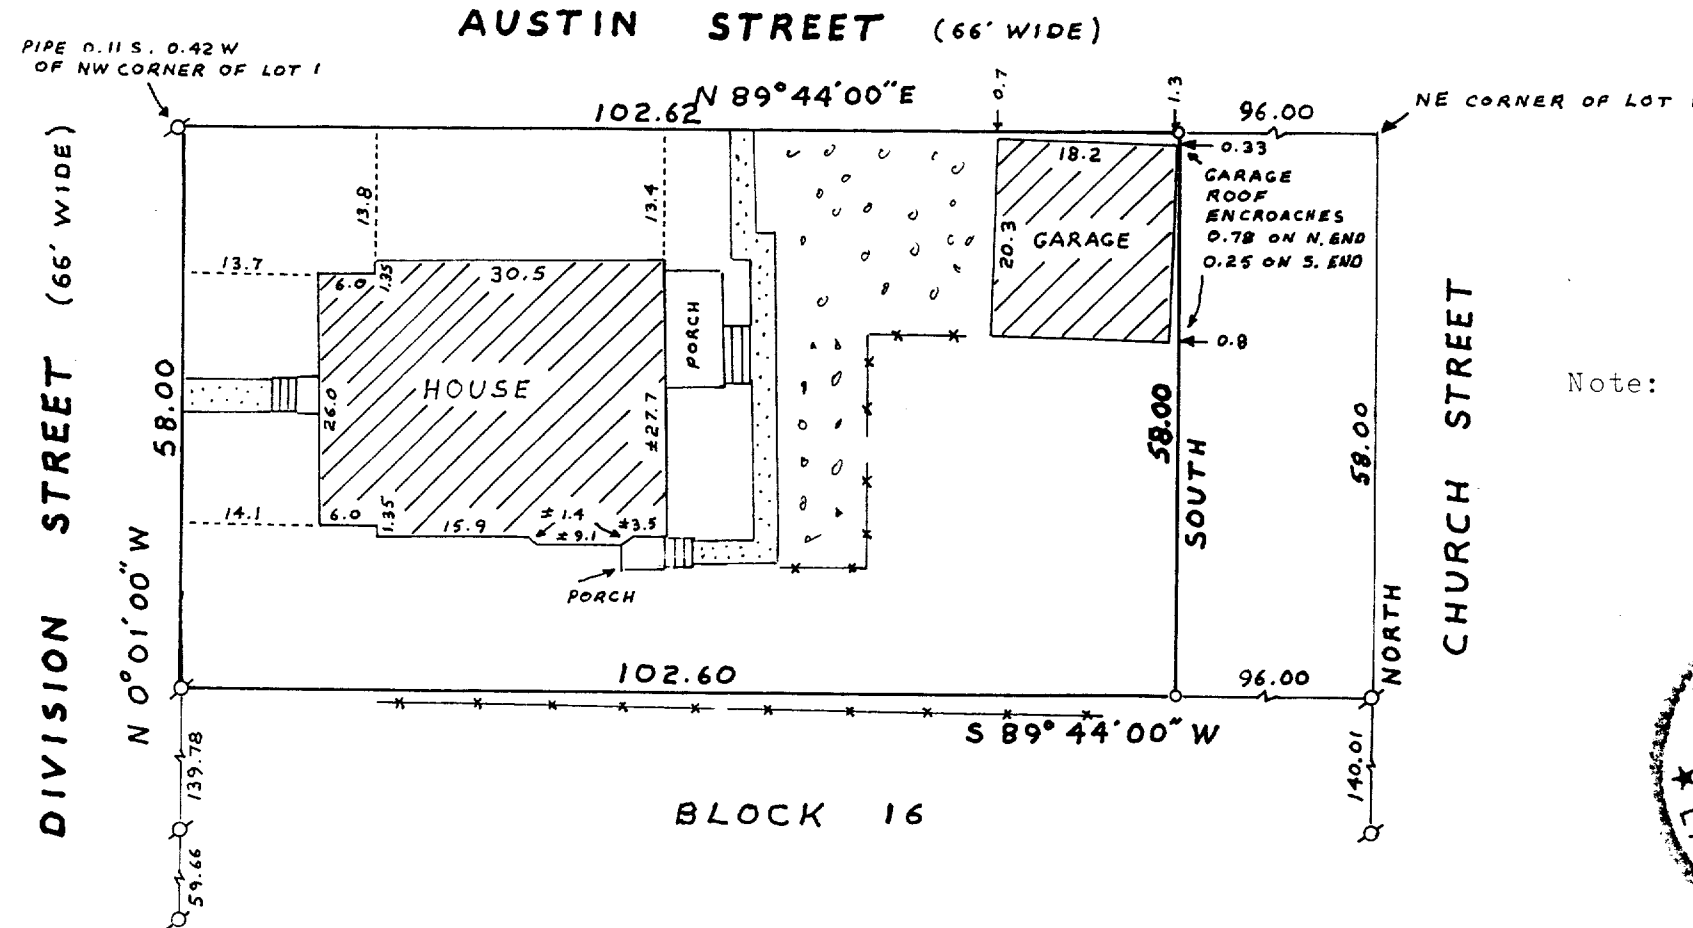 AUSTIN STREET (66' WIDE)
PIPE 0.11 S. 0.42 W
OF NW CORNER OF LOT 1
N 89°44'00"E
102.62
0.7
1.3
96.00
NE CORNER OF LOT
DIVISION STREET (66' WIDE)
13.8
13.4
18.2
0.33
GARAGE
ROOF
ENCROACHES
0.78 ON N. END
0.25 ON S. END
20.3
GARAGE
13.7
6.0
1.35
30.5
PORCH
0.8
HOUSE
58.00
26.0
±27.7
58.00
SOUTH
58.00
CHURCH STREET
Note:
14.1
6.0
1.35
15.9
±1.4
±9.1
±3.5
PORCH
N 0°01'00" W
NORTH
102.60
96.00
S 89°44'00" W
139.78
140.01
BLOCK 16
59.66